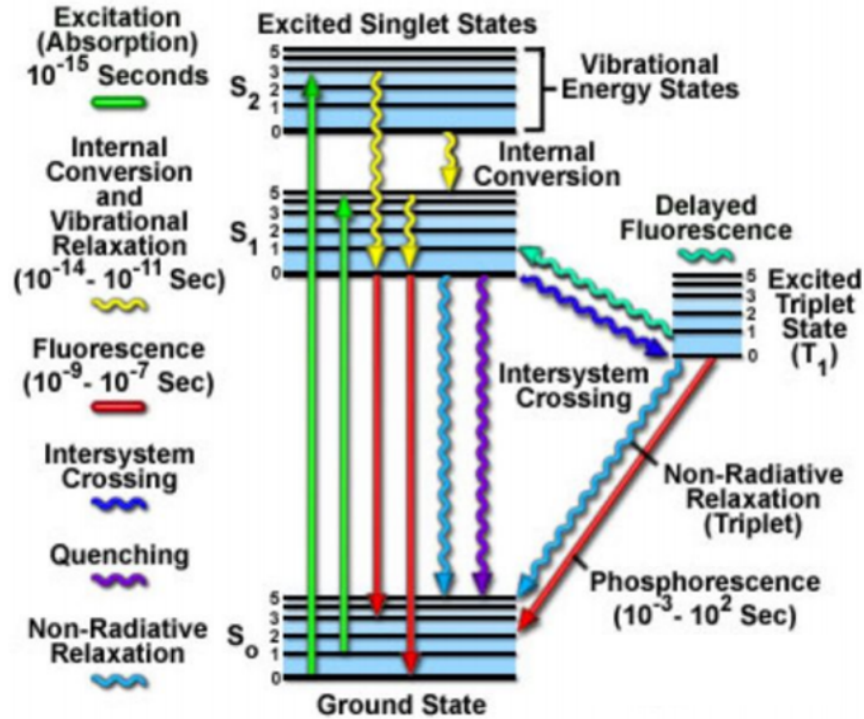 Excitation
(Absorption)
10⁻¹⁵ Seconds
Internal
Conversion
and
Vibrational
Relaxation
(10⁻¹⁴- 10⁻¹¹ Sec)
Fluorescence
(10⁻⁹- 10⁻⁷ Sec)
Intersystem
Crossing
Quenching
Non-Radiative
Relaxation
Excited Singlet States
S₂
5
3
2
1
0
Vibrational
Energy States
Internal
Conversion
S₁
5
3
2
1
0
Delayed
Fluorescence
5
3
2
1
0
Excited
Triplet
State
(T₁)
Intersystem
Crossing
Non-Radiative
Relaxation
(Triplet)
Phosphorescence
(10⁻³- 10² Sec)
Sₒ
5
3
2
1
0
Ground State